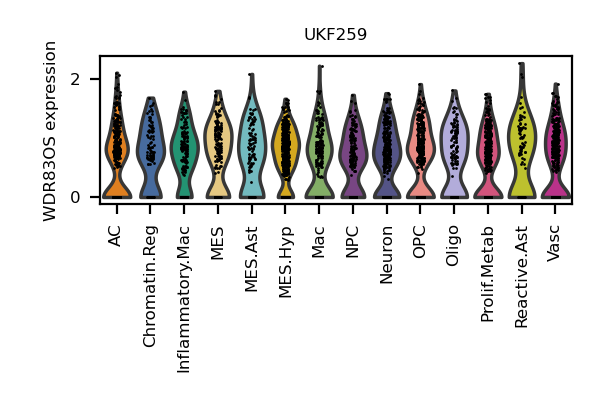 UKF259
WDR83OS expression
2
0
AC
Chromatin.Reg
Inflammatory.Mac
MES
MES.Ast
MES.Hyp
Mac
NPC
Neuron
OPC
Oligo
Prolif.Metab
Reactive.Ast
Vasc